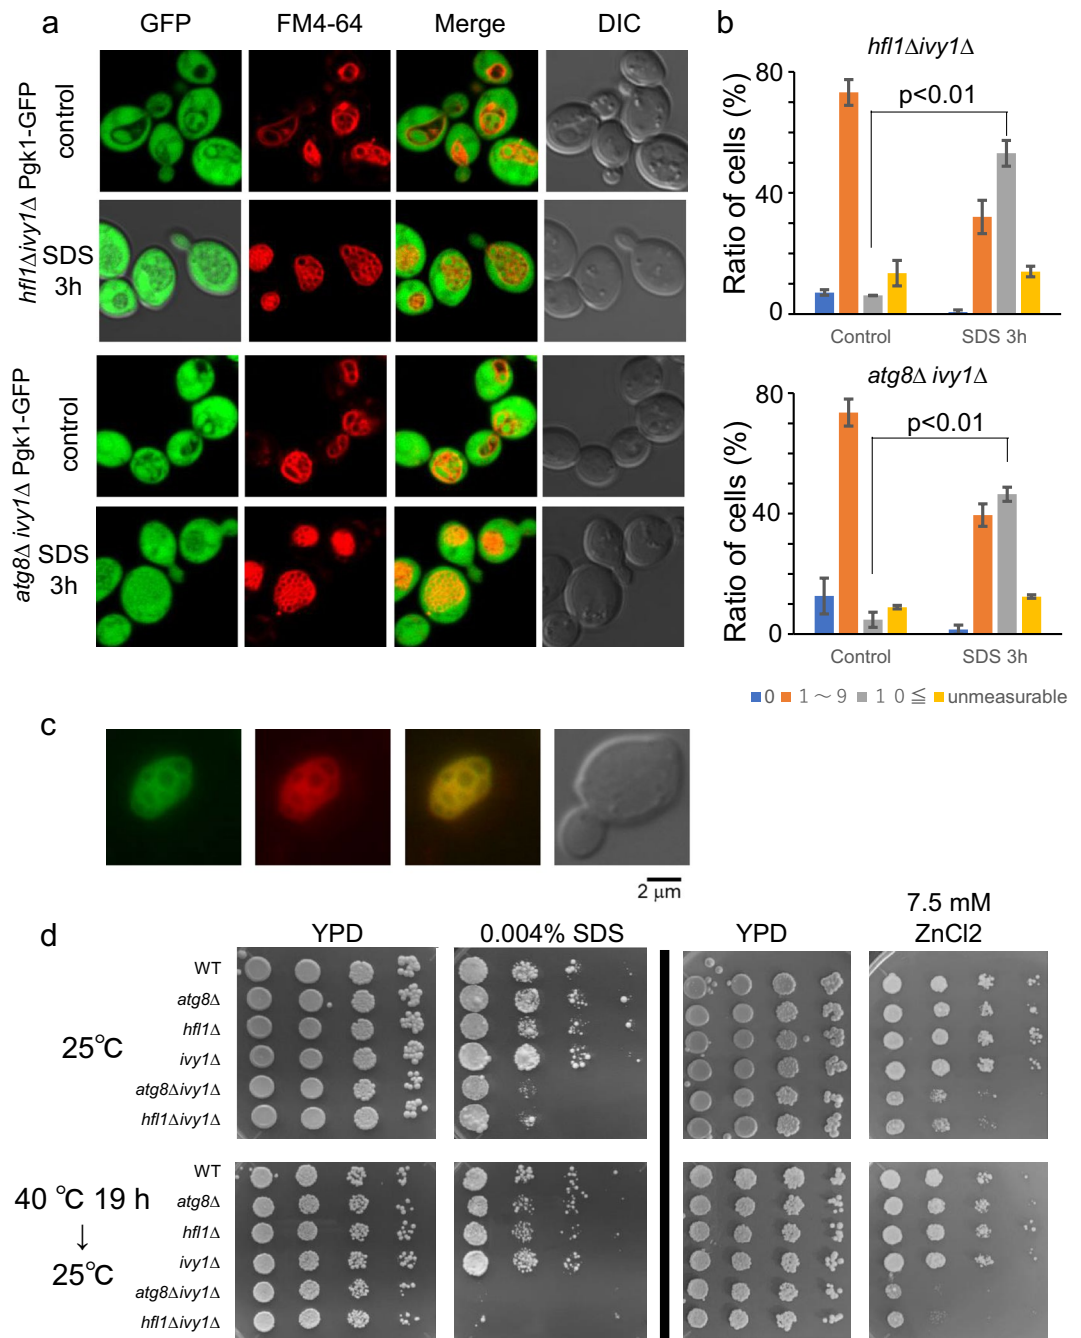 a
GFP FM4-64 Merge DIC
hfl1Δivy1Δ Pgk1-GFP
control
SDS
3h
atg8Δ ivy1Δ Pgk1-GFP
control
SDS
3h
b
hfl1Δivy1Δ
Ratio of cells (%)
80
40
0
p<0.01
Control SDS 3h
atg8Δ ivy1Δ
Ratio of cells (%)
80
40
0
p<0.01
Control SDS 3h
0 1～9 10≦ unmeasurable
c
2 μm
d
YPD 0.004% SDS YPD 7.5 mM
ZnCl2
25℃
WT
atg8Δ
hfl1Δ
ivy1Δ
atg8Δivy1Δ
hfl1Δivy1Δ
40 ℃ 19 h
↓
25℃
WT
atg8Δ
hfl1Δ
ivy1Δ
atg8Δivy1Δ
hfl1Δivy1Δ